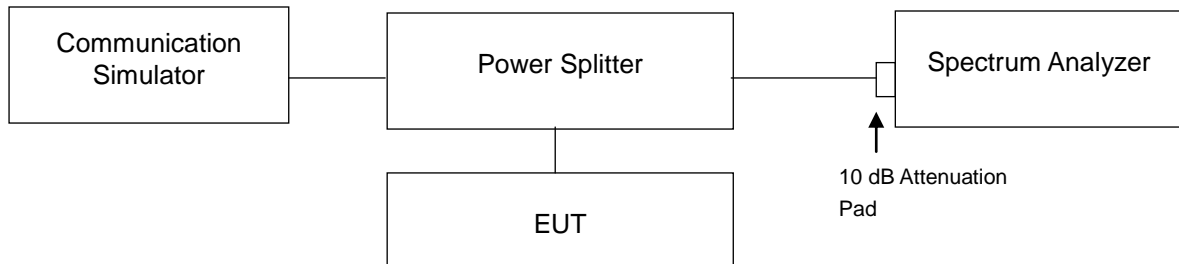 Communication
Simulator
Power Splitter
Spectrum Analyzer
10 dB Attenuation
Pad
EUT